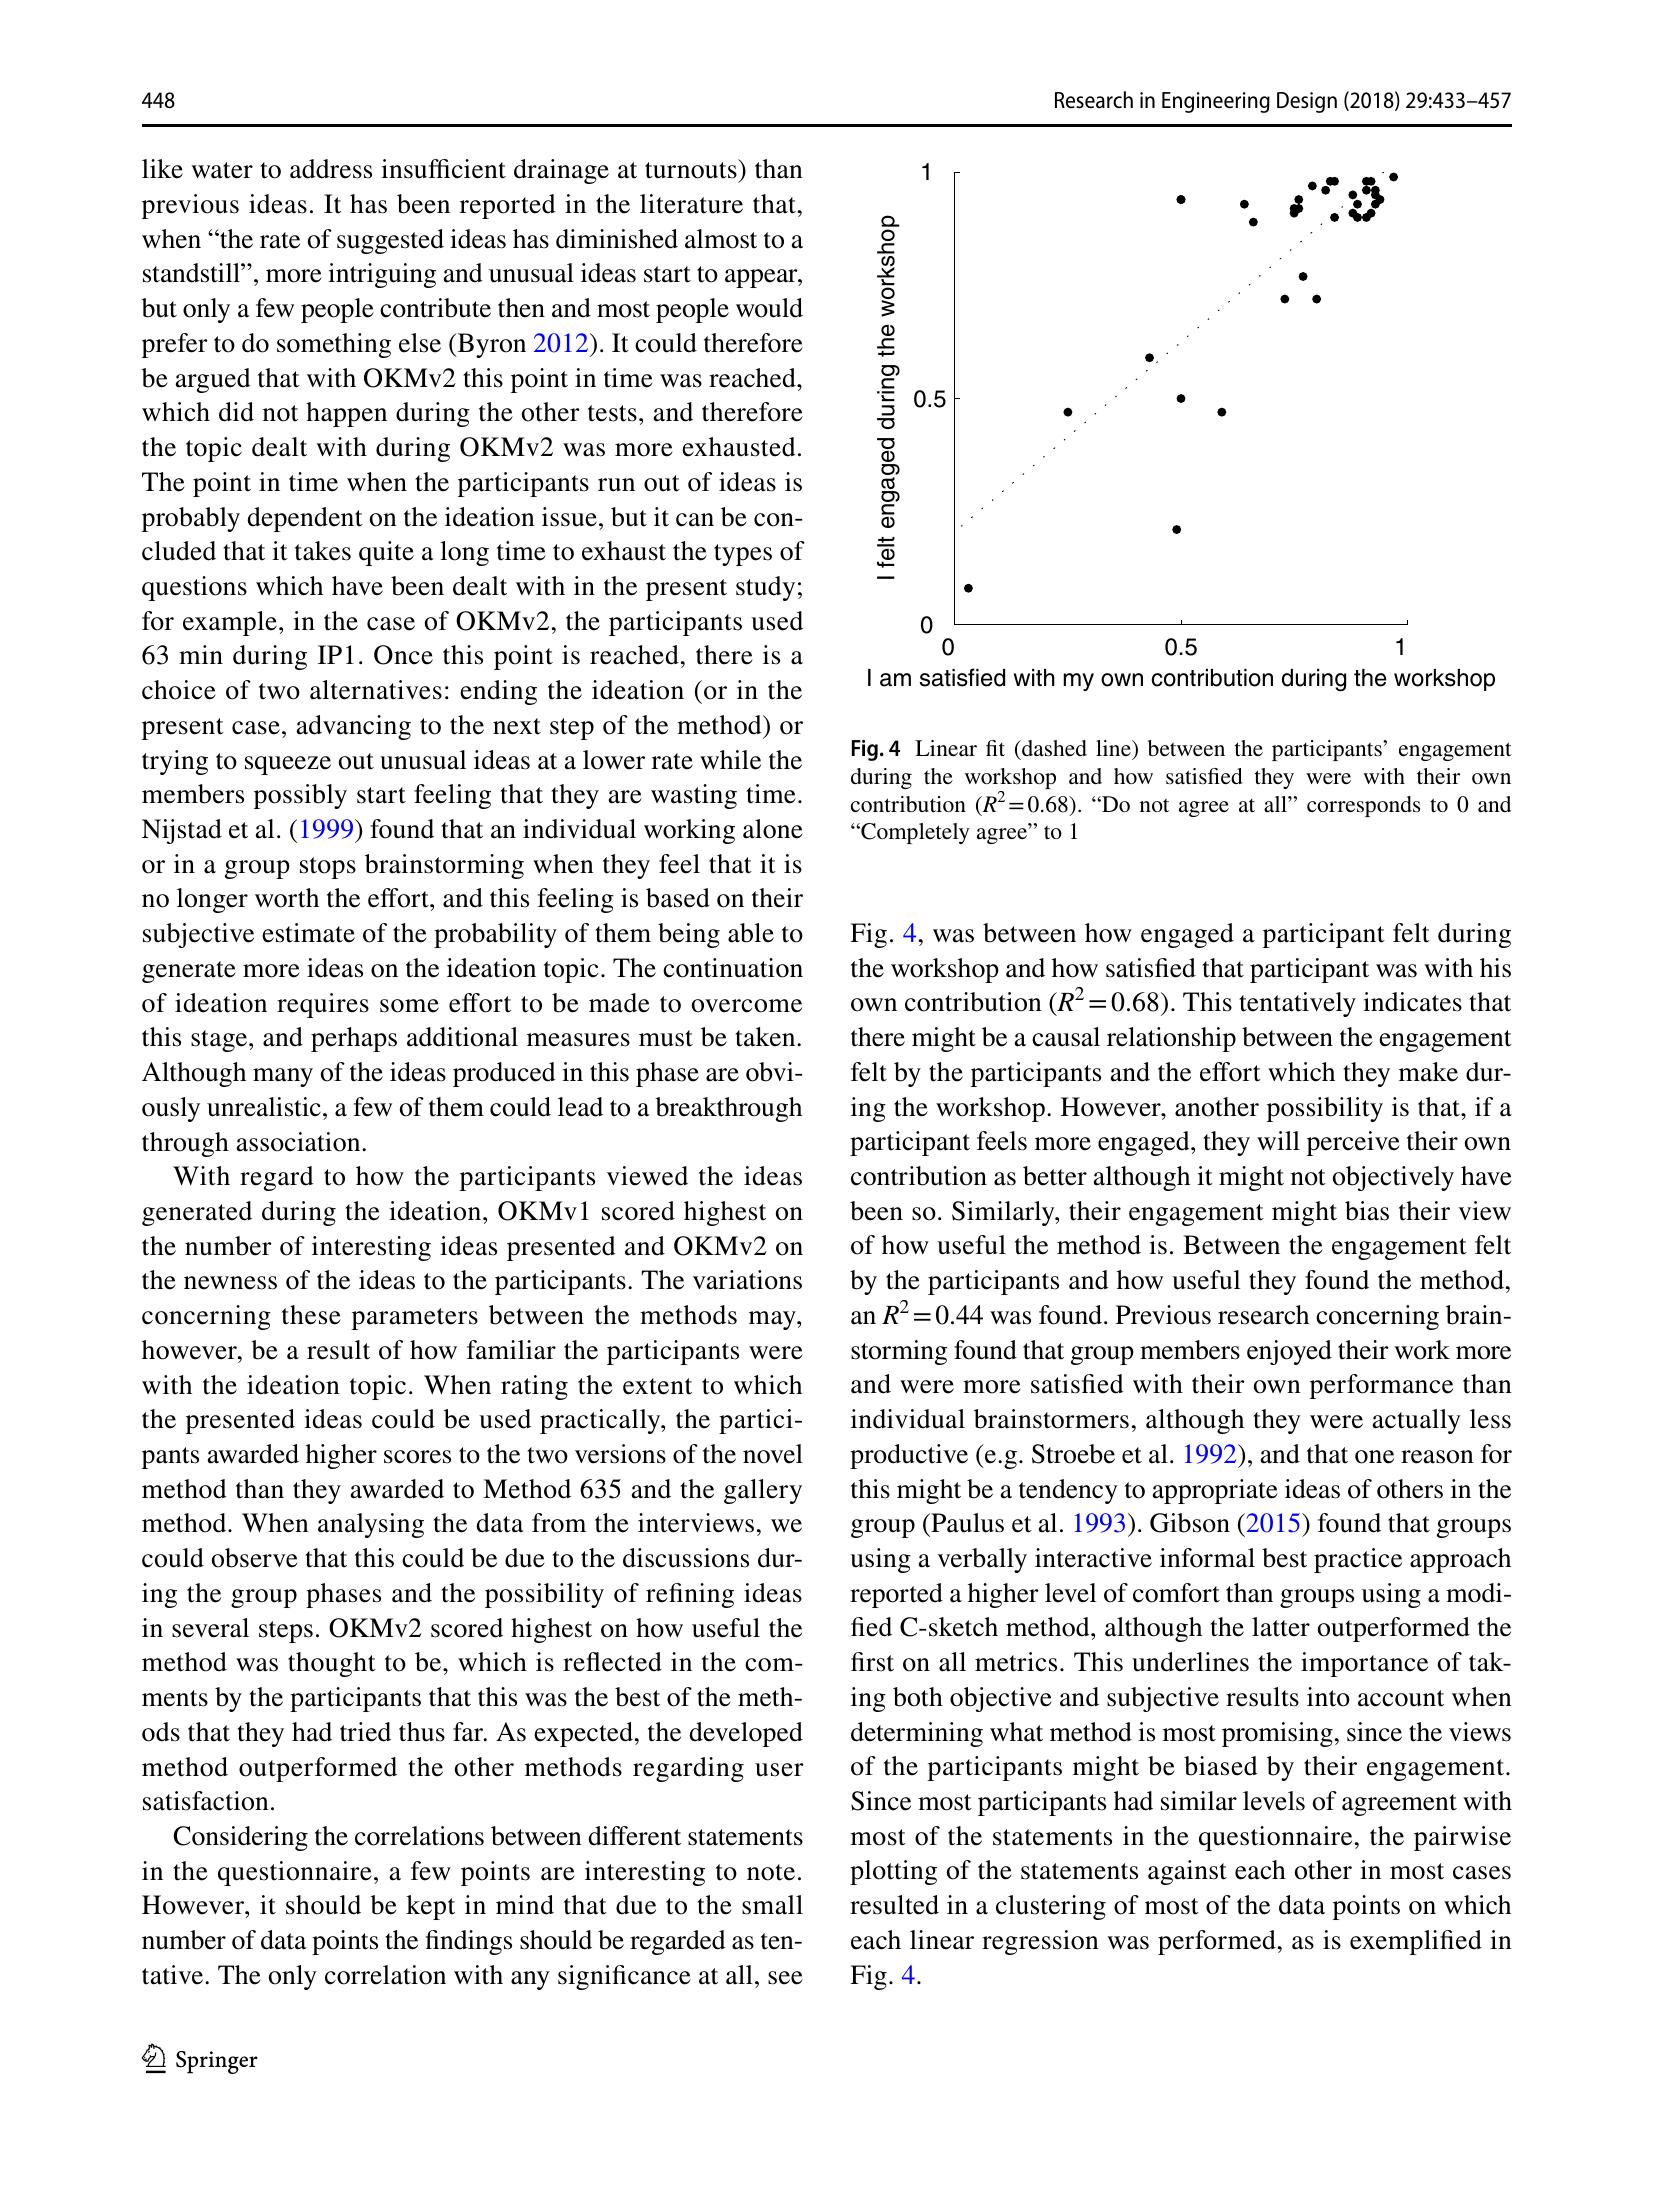 448
Research in Engineering Design (2018) 29:433–457
like water to address insufficient drainage at turnouts) than
previous ideas. It has been reported in the literature that,
when “the rate of suggested ideas has diminished almost to a
standstill”, more intriguing and unusual ideas start to appear,
but only a few people contribute then and most people would
prefer to do something else (Byron 2012). It could therefore
be argued that with OKMv2 this point in time was reached,
which did not happen during the other tests, and therefore
the topic dealt with during OKMv2 was more exhausted.
The point in time when the participants run out of ideas is
probably dependent on the ideation issue, but it can be con-
cluded that it takes quite a long time to exhaust the types of
questions which have been dealt with in the present study;
for example, in the case of OKMv2, the participants used
63 min during IP1. Once this point is reached, there is a
choice of two alternatives: ending the ideation (or in the
present case, advancing to the next step of the method) or
trying to squeeze out unusual ideas at a lower rate while the
members possibly start feeling that they are wasting time.
Nijstad et al. (1999) found that an individual working alone
or in a group stops brainstorming when they feel that it is
no longer worth the effort, and this feeling is based on their
subjective estimate of the probability of them being able to
generate more ideas on the ideation topic. The continuation
of ideation requires some effort to be made to overcome
this stage, and perhaps additional measures must be taken.
Although many of the ideas produced in this phase are obvi-
ously unrealistic, a few of them could lead to a breakthrough
through association.
With regard to how the participants viewed the ideas
generated during the ideation, OKMv1 scored highest on
the number of interesting ideas presented and OKMv2 on
the newness of the ideas to the participants. The variations
concerning these parameters between the methods may,
however, be a result of how familiar the participants were
with the ideation topic. When rating the extent to which
the presented ideas could be used practically, the partici-
pants awarded higher scores to the two versions of the novel
method than they awarded to Method 635 and the gallery
method. When analysing the data from the interviews, we
could observe that this could be due to the discussions dur-
ing the group phases and the possibility of refining ideas
in several steps. OKMv2 scored highest on how useful the
method was thought to be, which is reflected in the com-
ments by the participants that this was the best of the meth-
ods that they had tried thus far. As expected, the developed
method outperformed the other methods regarding user
satisfaction.
Considering the correlations between different statements
in the questionnaire, a few points are interesting to note.
However, it should be kept in mind that due to the small
number of data points the findings should be regarded as ten-
tative. The only correlation with any significance at all, see
1
0.5
0
I felt engaged during the workshop
0
0.5
1
I am satisfied with my own contribution during the workshop
Fig. 4 Linear fit (dashed line) between the participants’ engagement
during the workshop and how satisfied they were with their own
contribution (R²=0.68). “Do not agree at all” corresponds to 0 and
“Completely agree” to 1
Fig. 4, was between how engaged a participant felt during
the workshop and how satisfied that participant was with his
own contribution (R²=0.68). This tentatively indicates that
there might be a causal relationship between the engagement
felt by the participants and the effort which they make dur-
ing the workshop. However, another possibility is that, if a
participant feels more engaged, they will perceive their own
contribution as better although it might not objectively have
been so. Similarly, their engagement might bias their view
of how useful the method is. Between the engagement felt
by the participants and how useful they found the method,
an R²=0.44 was found. Previous research concerning brain-
storming found that group members enjoyed their work more
and were more satisfied with their own performance than
individual brainstormers, although they were actually less
productive (e.g. Stroebe et al. 1992), and that one reason for
this might be a tendency to appropriate ideas of others in the
group (Paulus et al. 1993). Gibson (2015) found that groups
using a verbally interactive informal best practice approach
reported a higher level of comfort than groups using a modi-
fied C-sketch method, although the latter outperformed the
first on all metrics. This underlines the importance of tak-
ing both objective and subjective results into account when
determining what method is most promising, since the views
of the participants might be biased by their engagement.
Since most participants had similar levels of agreement with
most of the statements in the questionnaire, the pairwise
plotting of the statements against each other in most cases
resulted in a clustering of most of the data points on which
each linear regression was performed, as is exemplified in
Fig. 4.
Springer